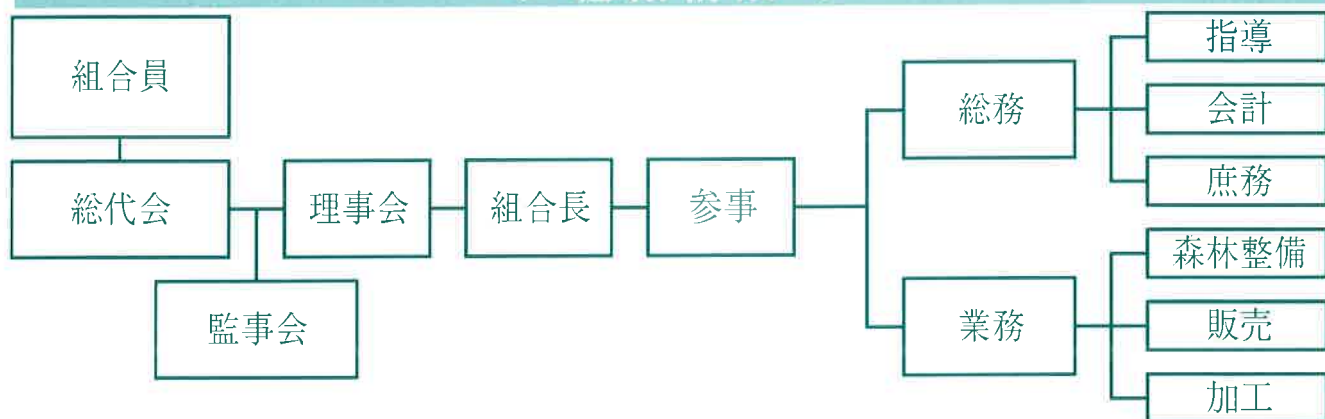 組合員
総代会
監事会
理事会
組合長
参事
総務
指導
会計
庶務
業務
森林整備
販売
加工